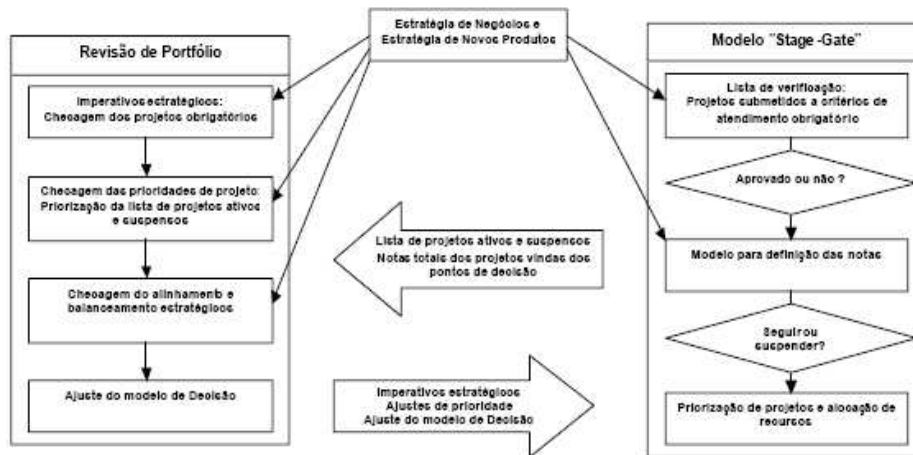 Estratégia de Negócios e
Estratégia de Novos Produtos
Revisão de Portfólio
Imperativos estratégicos:
Checagem dos projetos obrigatórios
Checagem das prioridades de projeto:
Priorização da lista de projetos ativos
e suspensos
Checagem do alinhamento e
balanceamento estratégicos
Ajuste do modelo de Decisão
Lista de projetos ativos e suspensos
Notas totais dos projetos vindas dos
pontos de decisão
Imperativos estratégicos
Ajustes de prioridade
Ajuste do modelo de Decisão
Modelo "Stage -Gate"
Lista de verificação:
Projetos submetidos a critérios de
atendimento obrigatório
Aprovado ou não ?
Modelo para definição das notas
Seguir ou
suspender?
Priorização de projetos e alocação de
recursos